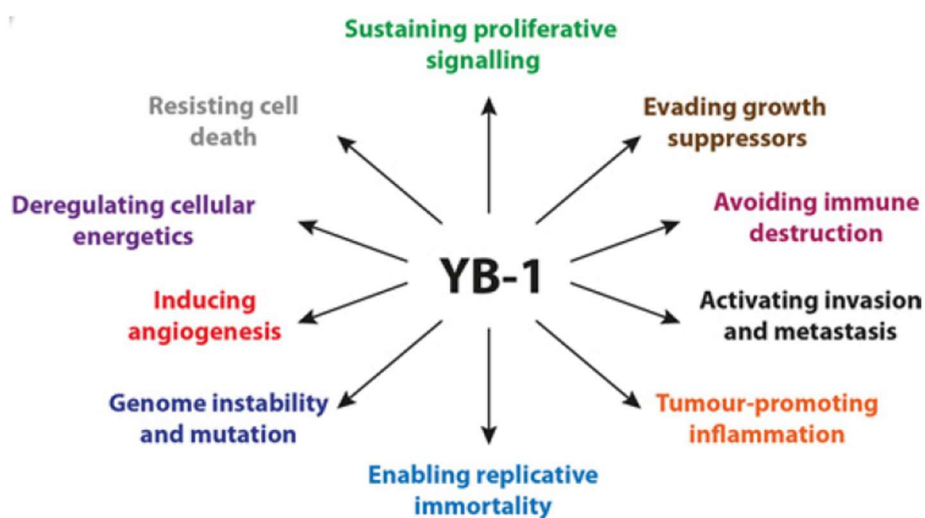 Sustaining proliferative
signalling
Resisting cell
death
Evading growth
suppressors
Deregulating cellular
energetics
Avoiding immune
destruction
YB-1
Inducing
angiogenesis
Activating invasion
and metastasis
Genome instability
and mutation
Tumour-promoting
inflammation
Enabling replicative
immortality